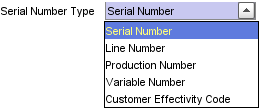 Serial Number Type Serial Number
Serial Number
Line Number
Production Number
Variable Number
Customer Effectivity Code